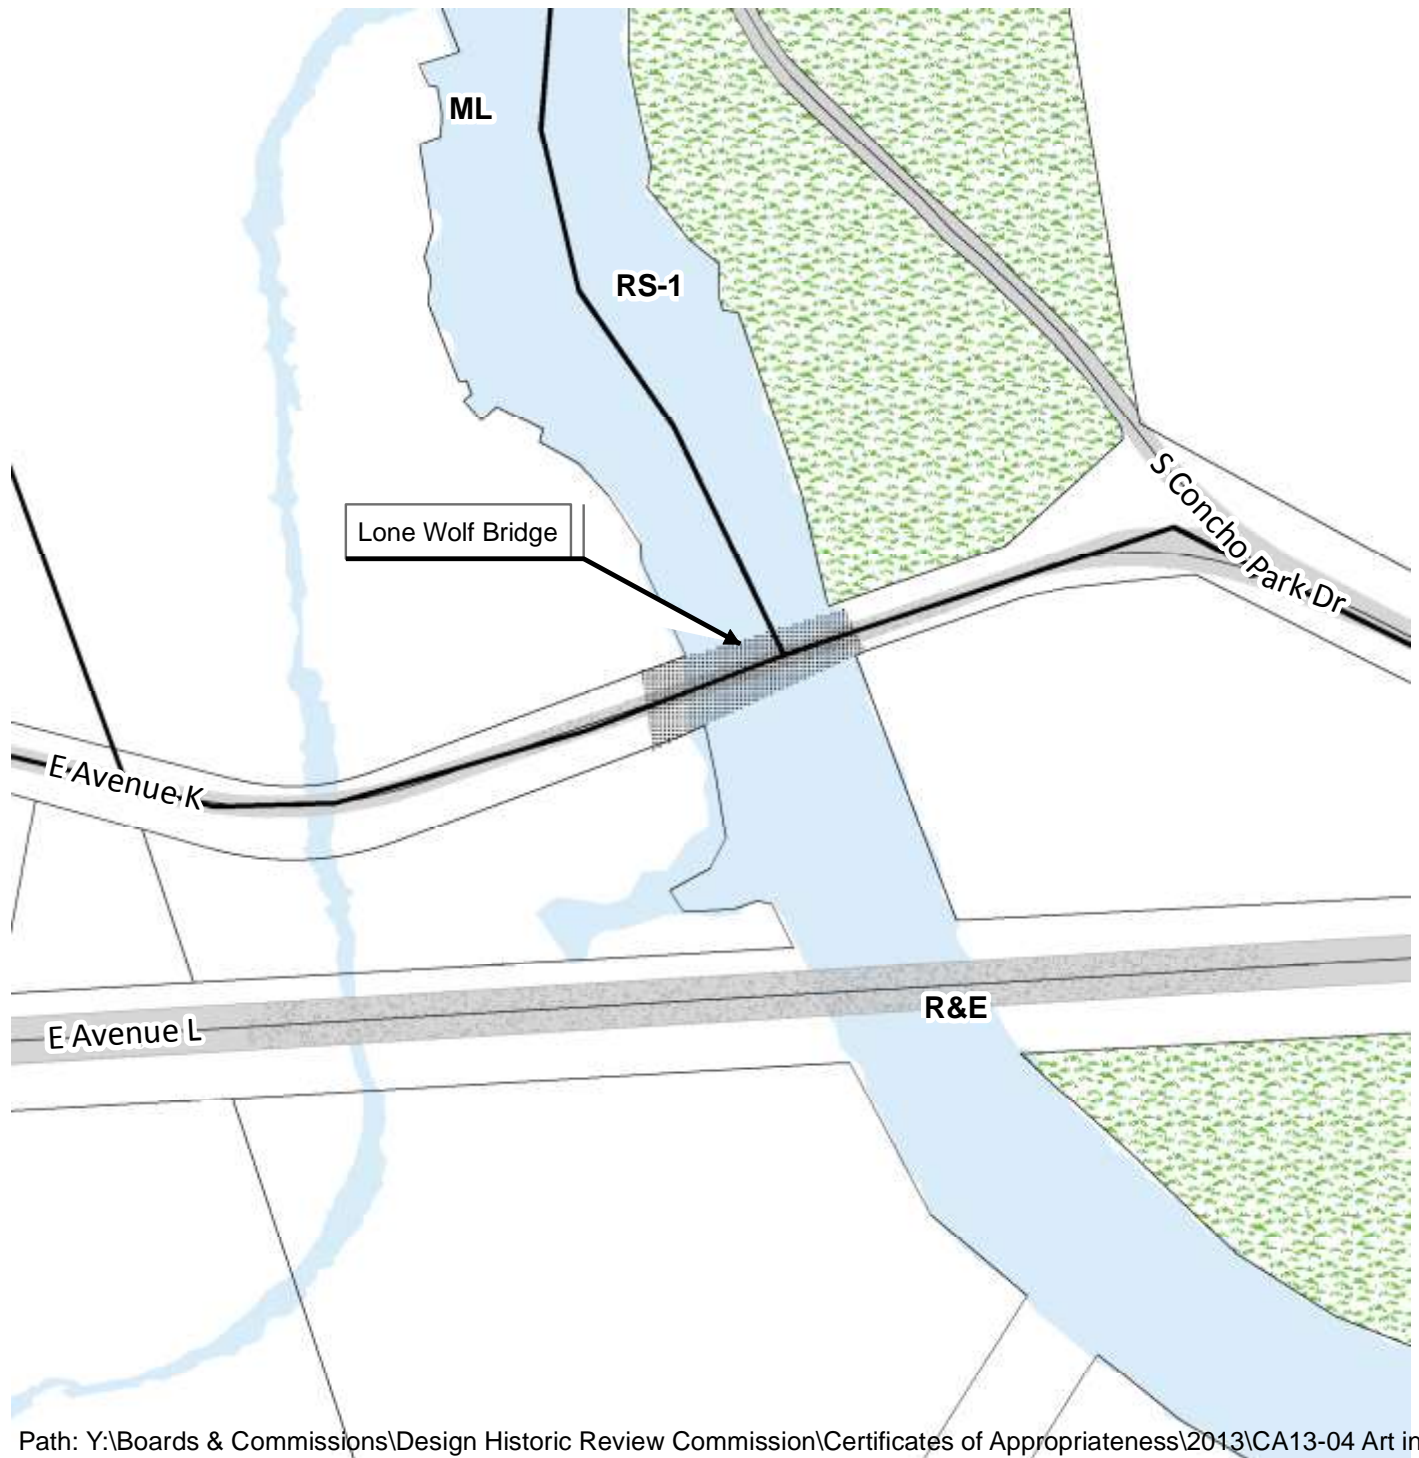 ML
RS-1
S Concho Park Dr
Lone Wolf Bridge
E Avenue K
R&E
E Avenue L
Path: Y:\Boards & Commissions\Design Historic Review Commission\Certificates of Appropriateness\2013\CA13-04 Art in